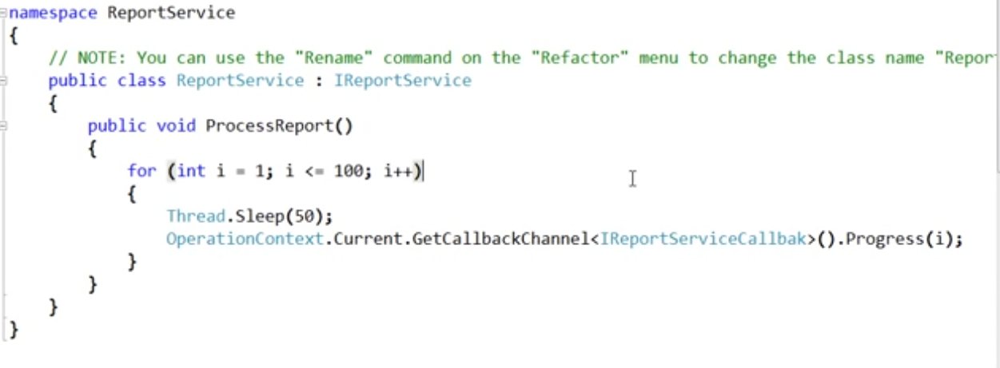 namespace ReportService
{
// NOTE: You can use the "Rename" command on the "Refactor" menu to change the class name "Repor
public class ReportService : IReportService
{
public void ProcessReport()
{
for (int i = 1; i <= 100; i++)
{
Thread.Sleep(50);
OperationContext.Current.GetCallbackChannel<IReportServiceCallbak>().Progress(i);
}
}
}
}